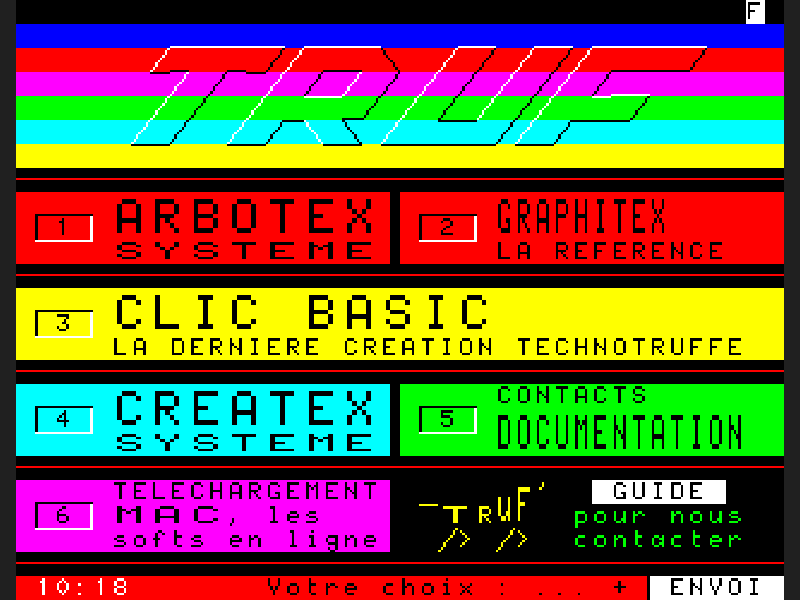 F
TRUF
1 ARBOTEX
SYSTEME
2 GRAPHITEX
LA REFERENCE
3 CLIC BASIC
LA DERNIERE CREATION TECHNOTRUFFE
4 CREATEX
SYSTEME
5 CONTACTS
DOCUMENTATION
6 TELECHARGEMENT
MAC, les
softs en ligne
TRUF'
GUIDE
pour nous
contacter
10:18 Votre choix : ... + ENVOI